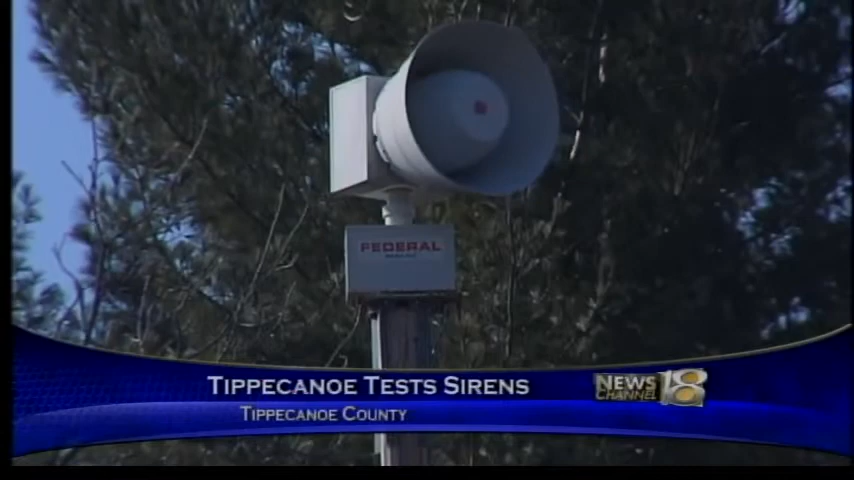 FEDERAL
TIPPECANOE TESTS SIRENS
TIPPECANOE COUNTY
NEWS
CHANNEL
18